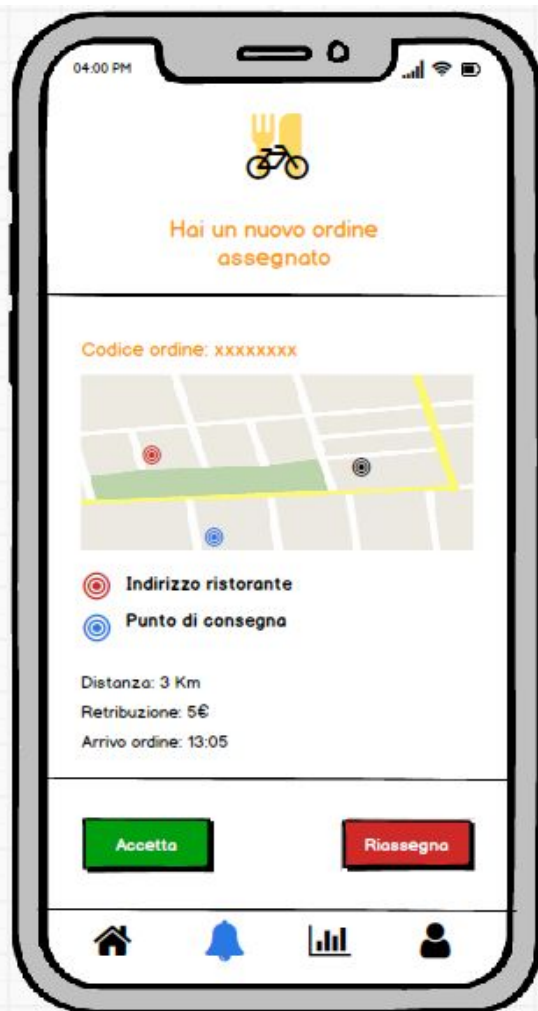 04:00 PM
Hai un nuovo ordine
assegnato
Codice ordine: xxxxxxxx
Indirizzo ristorante
Punto di consegna
Distanza: 3 Km
Retribuzione: 5€
Arrivo ordine: 13:05
Accetta
Riassegna